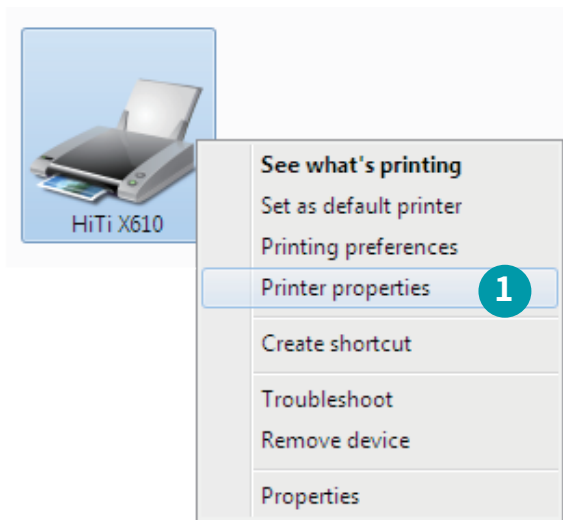 HiTi X610
See what's printing
Set as default printer
Printing preferences
Printer properties 1
Create shortcut
Troubleshoot
Remove device
Properties